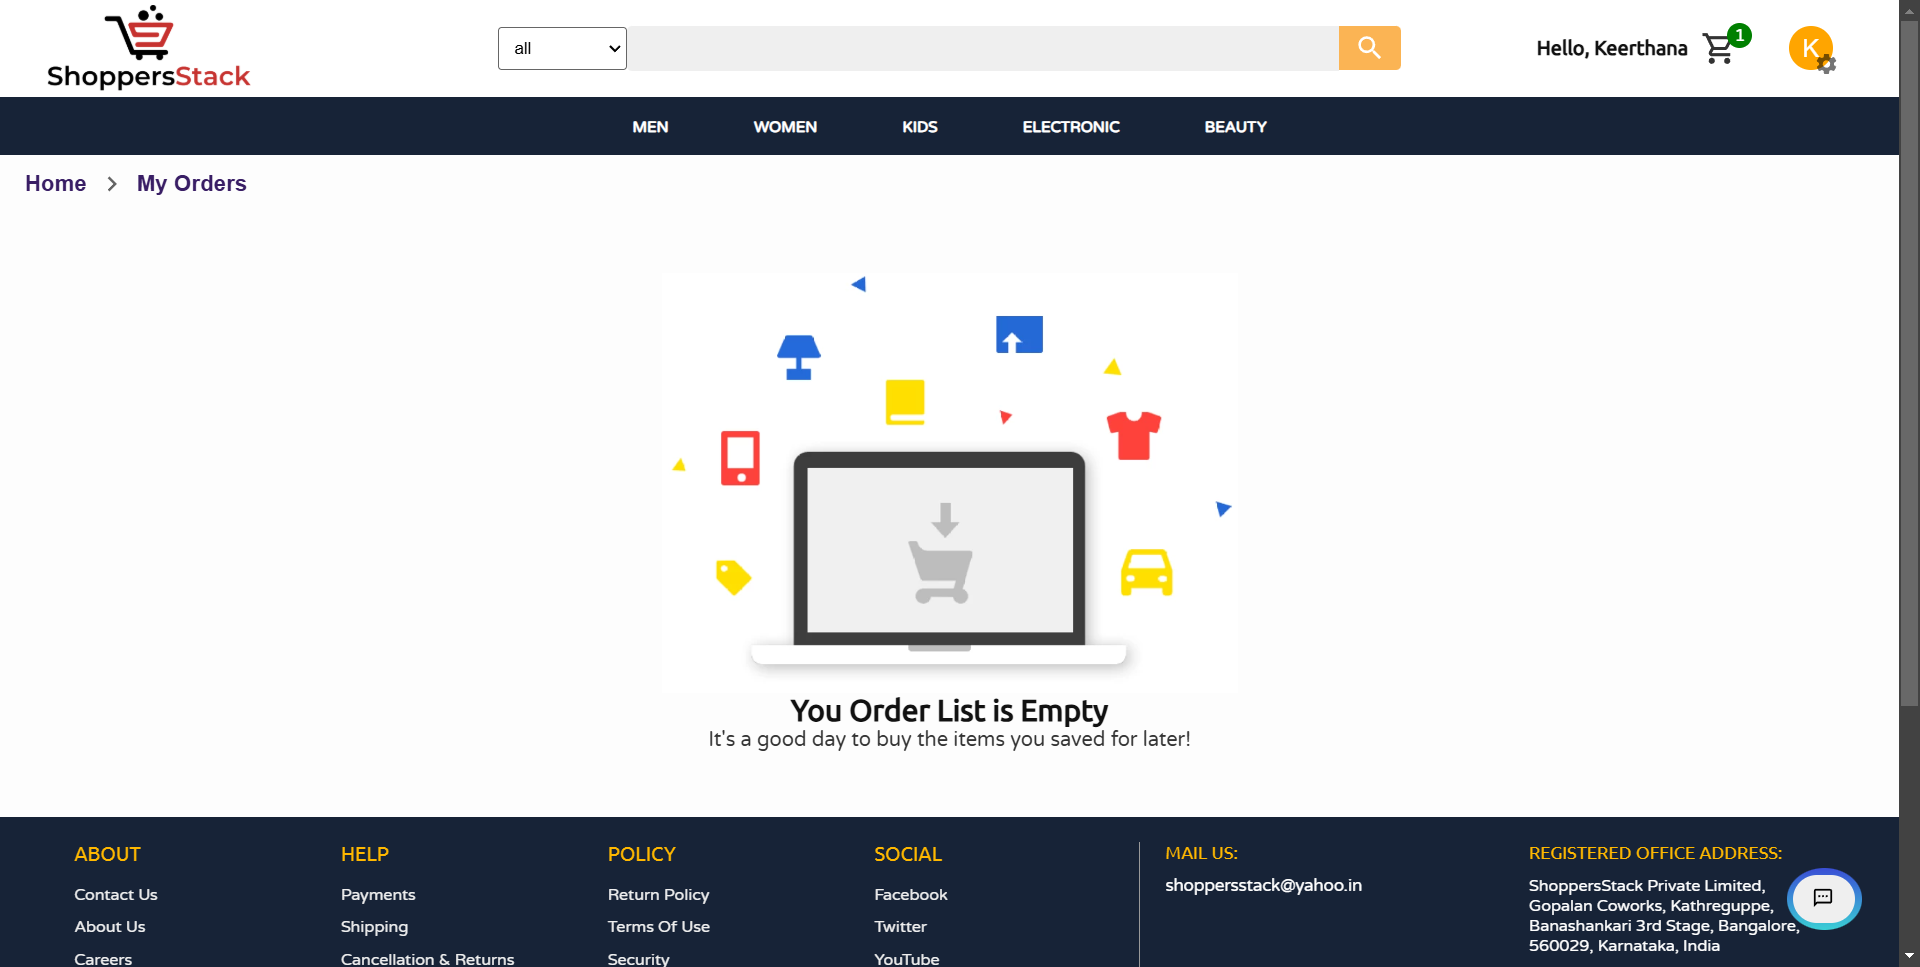 ShoppersStack
all
Hello, Keerthana
1
K
MEN WOMEN KIDS ELECTRONIC BEAUTY
Home > My Orders
You Order List is Empty
It's a good day to buy the items you saved for later!
ABOUT
Contact Us
About Us
Careers
HELP
Payments
Shipping
Cancellation & Returns
POLICY
Return Policy
Terms Of Use
Security
SOCIAL
Facebook
Twitter
YouTube
MAIL US:
shoppersstack@yahoo.in
REGISTERED OFFICE ADDRESS:
ShoppersStack Private Limited,
Gopalan Coworks, Kathreguppe,
Banashankari 3rd Stage, Bangalore,
560029, Karnataka, India